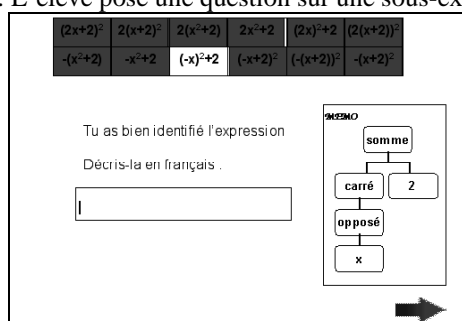 . L'élève pose une question sur une sous-ex
(2x+2)² 2(x+2)² 2(x²+2) 2x²+2 (2x)²+2 (2(x+2))²
-(x²+2) -x²+2 (-x)²+2 (-x+2)² (-(x+2))² -(x+2)²
Tu as bien identifié l'expression
Décris-la en français .
MEMO
somme
carré 2
opposé
x